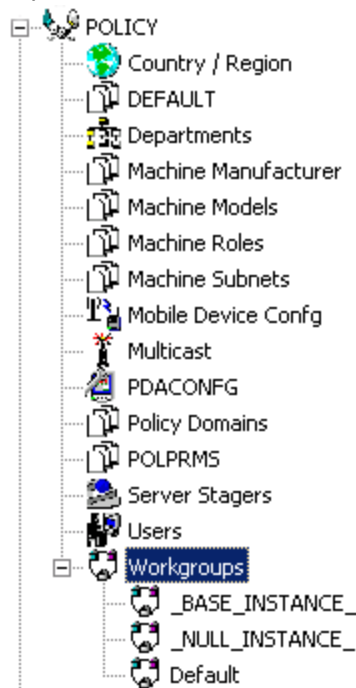 POLICY
Country / Region
DEFAULT
Departments
Machine Manufacturer
Machine Models
Machine Roles
Machine Subnets
Mobile Device Confg
Multicast
PDACONFG
Policy Domains
POLPRMS
Server Stagers
Users
Workgroups
_BASE_INSTANCE_
_NULL_INSTANCE_
Default